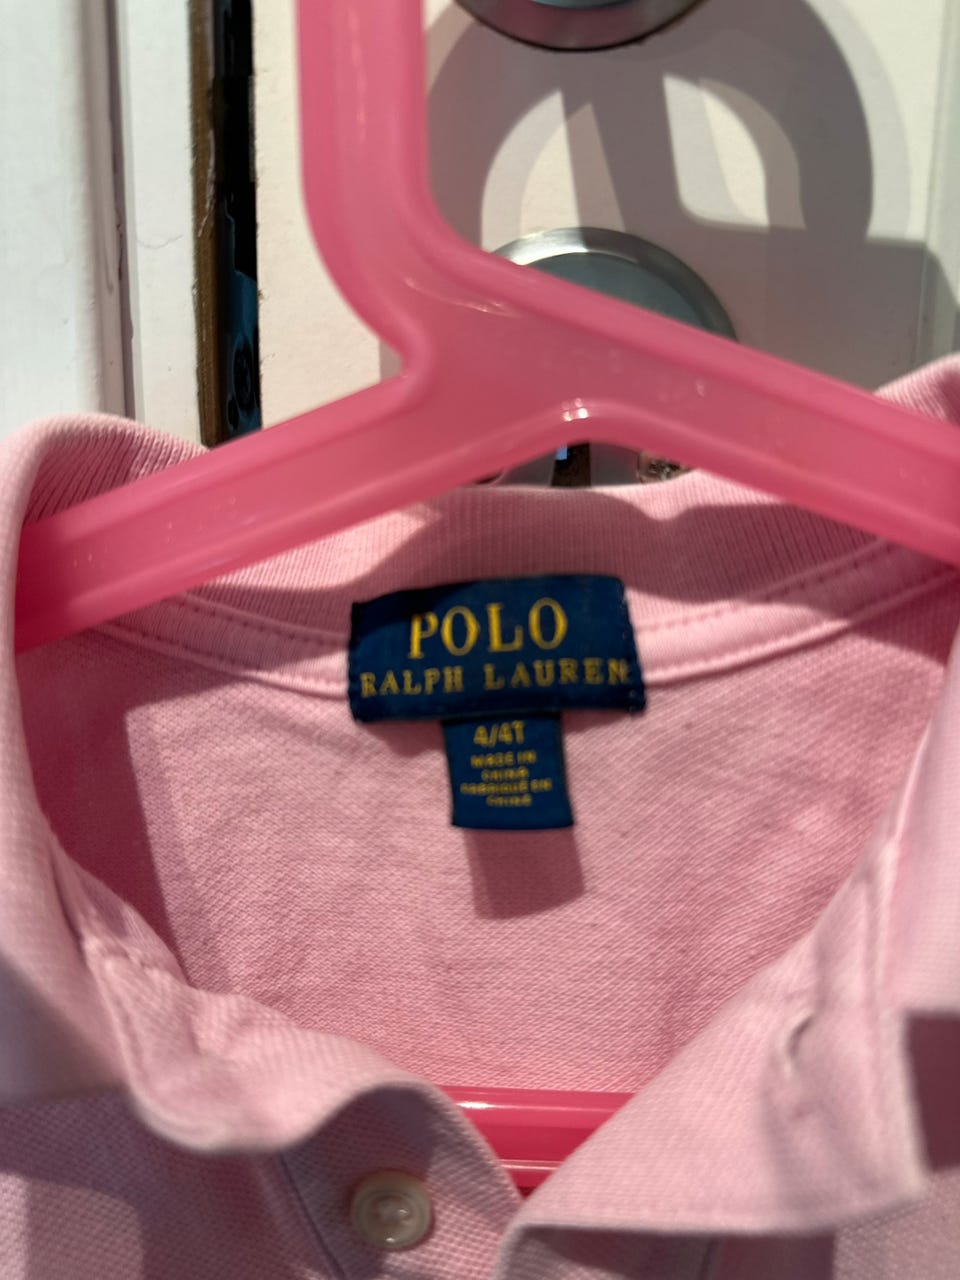 POLO
RALPH LAUREN
4/4T
MADE IN
CHINA
FABRIQUÉ EN
CHINE